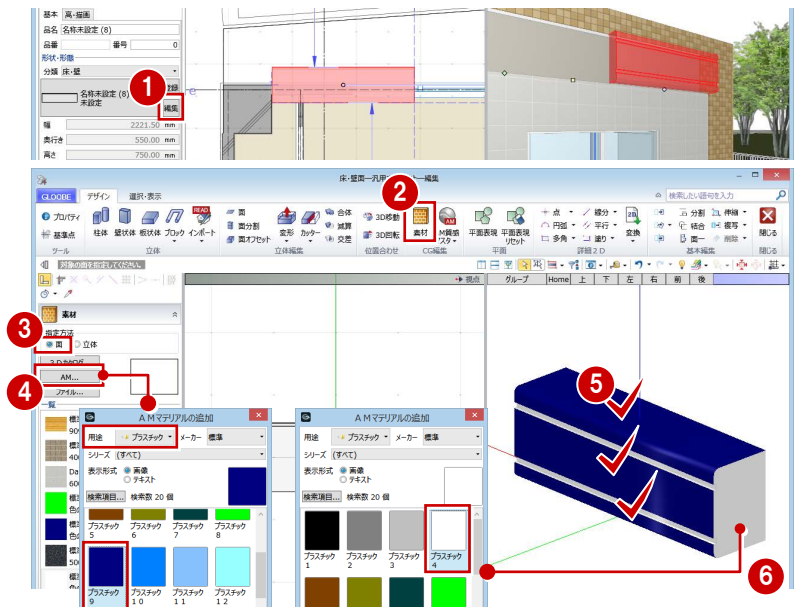 基本 高・描画
品名 名称未設定 (8)
品番 番号 0
形状・形態
分類 床・壁
名称未設定 (8)
未設定
登録
編集
1
幅 2221.50 mm
奥行き 550.00 mm
高さ 750.00 mm
2
GLOOBE デザイン 選択・表示
検索したい語句を入力
プロパティ
基準点
ツール
柱体 壁状体 板状体 ブロック インポート
READ
立体
面
面分割
面オフセット
変形 カッター
合体
減算
交差
立体編集
3D移動
3D回転
位置合わせ
素材
AM
CG編集
平面表現 平面表現
リセット
平面
点 線分
円弧 平行
多角 塗り
2D
変換
詳細2D
分割 伸縮
結合 複写
面一 削除
基本編集
閉じる
閉じる
対象の面を指定してください。
視点 グループ Home 上 下 左 右 前 後
素材
3
指定方法
面 立体
4
AM...
ファイル...
一覧
AMマテリアルの追加
用途 プラスチック メーカー 標準
シリーズ (すべて)
表示形式 画像
テキスト
検索項目... 検索数 20 個
プラスチック
5
プラスチック
6
プラスチック
7
プラスチック
8
プラスチック
9
プラスチック
10
プラスチック
11
プラスチック
12
AMマテリアルの追加
用途 プラスチック メーカー 標準
シリーズ (すべて)
表示形式 画像
テキスト
検索項目... 検索数 20 個
プラスチック
1
プラスチック
2
プラスチック
3
プラスチック
4
5
6